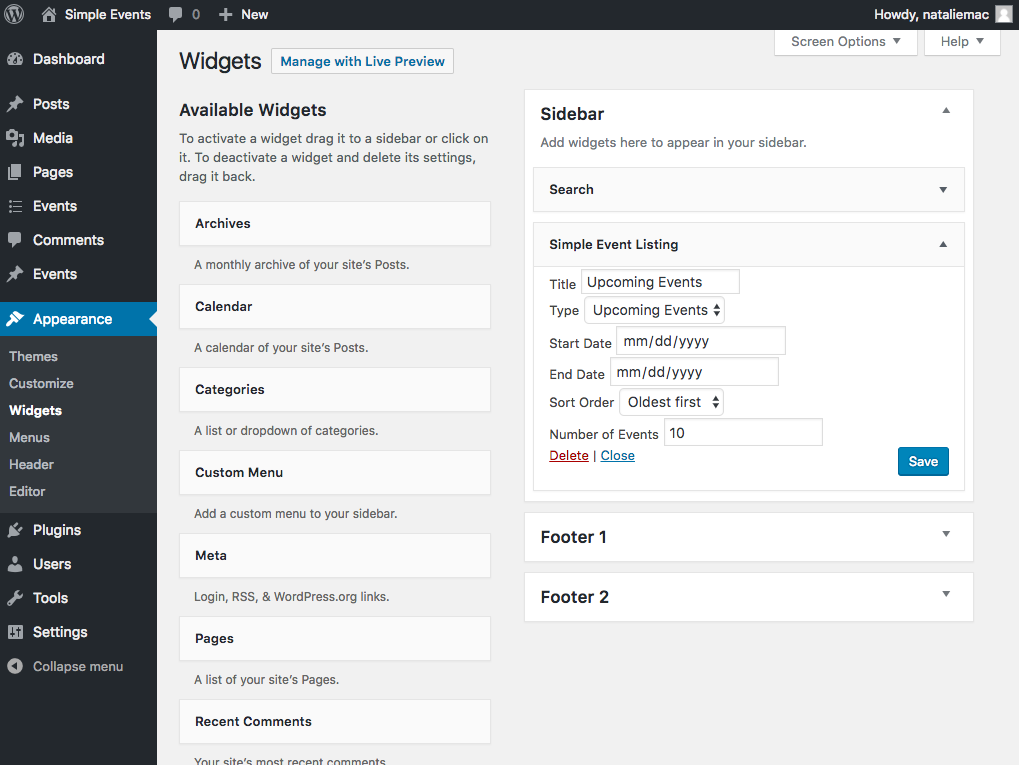 Simple Events 0 New Howdy, nataliemac
Screen Options Help
Dashboard
Posts
Media
Pages
Events
Comments
Events
Appearance
Themes
Customize
Widgets
Menus
Header
Editor
Plugins
Users
Tools
Settings
Collapse menu
Widgets Manage with Live Preview
Available Widgets
To activate a widget drag it to a sidebar or click on
it. To deactivate a widget and delete its settings,
drag it back.
Archives
A monthly archive of your site's Posts.
Calendar
A calendar of your site's Posts.
Categories
A list or dropdown of categories.
Custom Menu
Add a custom menu to your sidebar.
Meta
Login, RSS, & WordPress.org links.
Pages
A list of your site's Pages.
Recent Comments
Your site's most recent comments.
Sidebar
Add widgets here to appear in your sidebar.
Search
Simple Event Listing
Title Upcoming Events
Type Upcoming Events
Start Date mm/dd/yyyy
End Date mm/dd/yyyy
Sort Order Oldest first
Number of Events 10
Delete | Close
Save
Footer 1
Footer 2